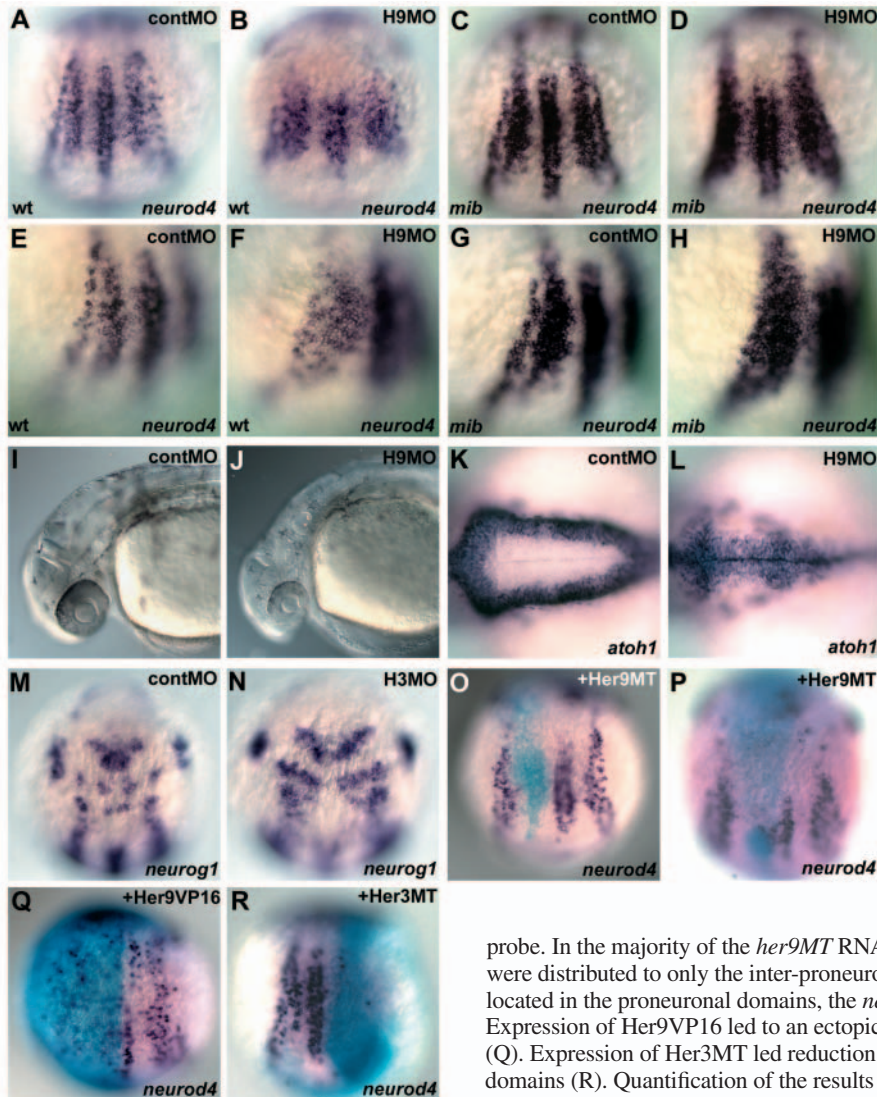 A contMO
B H9MO
C contMO
D H9MO
wt neurod4
wt neurod4
mib neurod4
mib neurod4
E contMO
F H9MO
G contMO
H H9MO
wt neurod4
wt neurod4
mib neurod4
mib neurod4
I contMO
J H9MO
K contMO
L H9MO
atoh1
atoh1
M contMO
N H3MO
O +Her9MT
P +Her9MT
neurog1
neurog1
neurod4
neurod4
Q +Her9VP16
R +Her3MT
neurod4
neurod4
probe. In the majority of the her9MT RNA
were distributed to only the inter-proneuro
located in the proneuronal domains, the ne
Expression of Her9VP16 led to an ectopic
(Q). Expression of Her3MT led reduction
domains (R). Quantification of the results